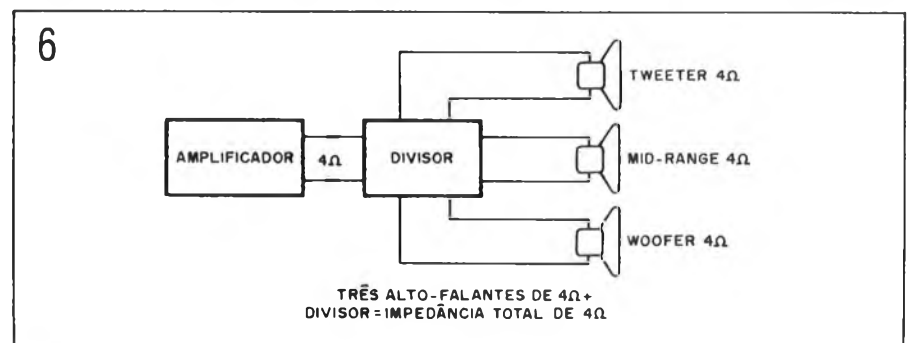 6
TWEETER 4Ω
AMPLIFICADOR
4Ω
DIVISOR
MID-RANGE 4Ω
WOOFER 4Ω
TRÊS ALTO-FALANTES DE 4Ω+
DIVISOR = IMPEDÂNCIA TOTAL DE 4Ω